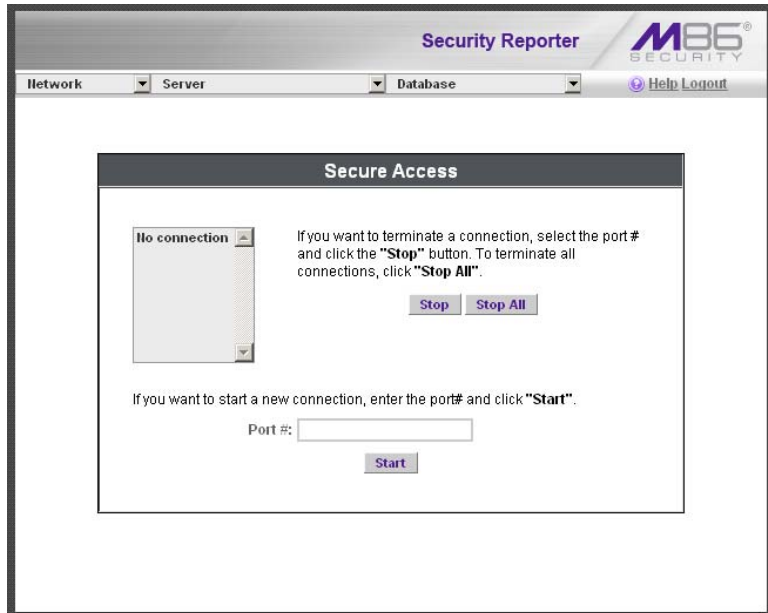 Security Reporter
M86®
SECURITY
Network Server Database Help Logout
Secure Access
No connection
If you want to terminate a connection, select the port #
and click the "Stop" button. To terminate all
connections, click "Stop All".
Stop Stop All
If you want to start a new connection, enter the port# and click "Start".
Port #:
Start